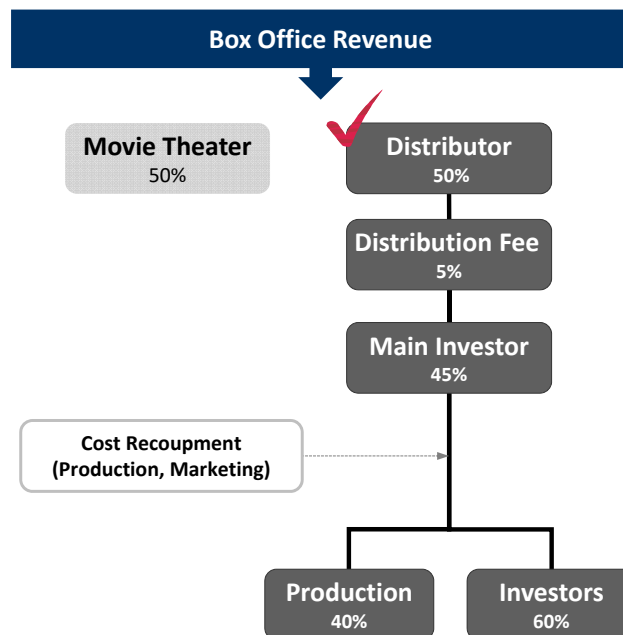 Box Office Revenue
Movie Theater
50%
Distributor
50%
Distribution Fee
5%
Main Investor
45%
Cost Recoupment
(Production, Marketing)
Production
40%
Investors
60%